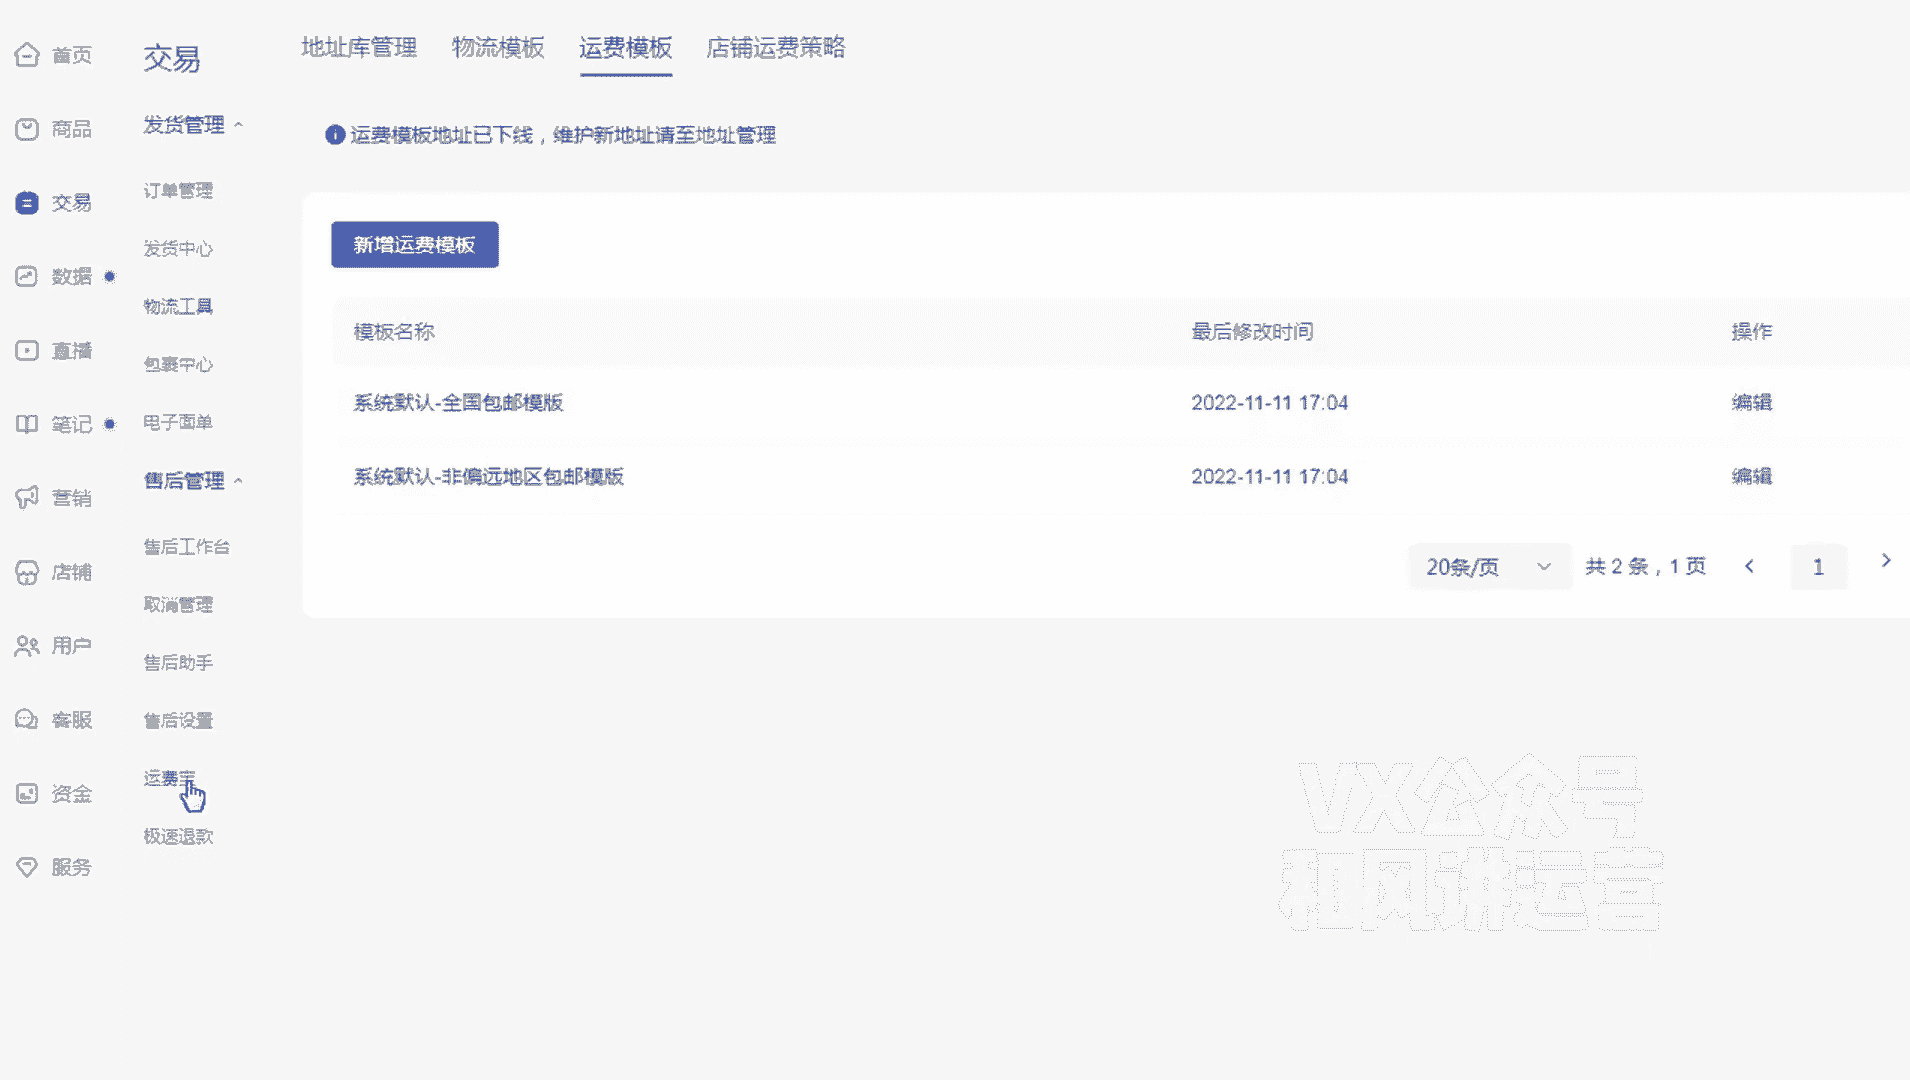 首页
商品
交易
数据
直播
笔记
营销
店铺
用户
客服
资金
服务
交易
发货管理
订单管理
发货中心
物流工具
包裹中心
电子面单
售后管理
售后工作台
取消管理
售后助手
售后设置
运费宝
极速退款
地址库管理 物流模板 运费模板 店铺运费策略
运费模板地址已下线，维护新地址请至地址管理
新增运费模板
模板名称 最后修改时间 操作
系统默认-全国包邮模版 2022-11-11 17:04 编辑
系统默认-非偏远地区包邮模版 2022-11-11 17:04 编辑
20条/页 共 2 条，1 页 1
VX公众号
和风讲运营